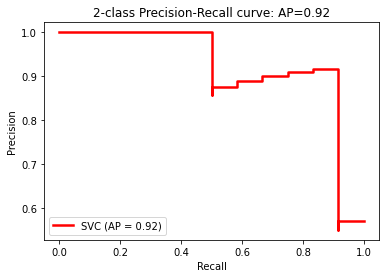 2-class Precision-Recall curve: AP=0.92
Precision
1.0
0.9
0.8
0.7
0.6
SVC (AP = 0.92)
0.0 0.2 0.4 0.6 0.8 1.0
Recall